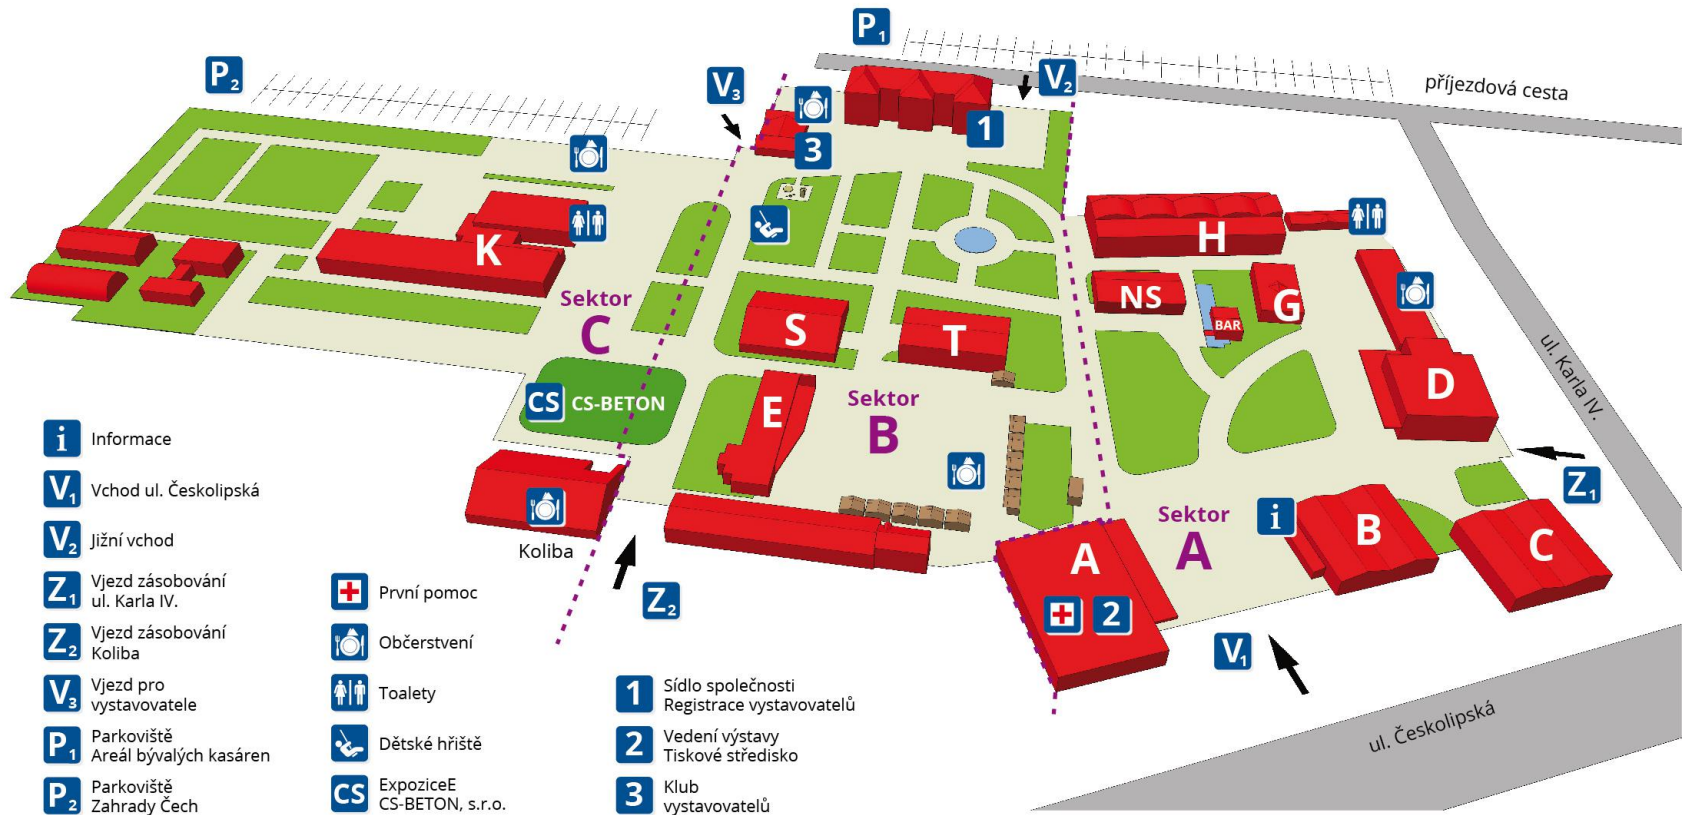 P1
P2
V3
V2
příjezdová cesta
1
3
H
K
NS
G
BAR
Sektor
C
S
T
D
ul. Karla IV.
CS
CS-BETON
E
Sektor
B
Z1
Koliba
Z2
A
2
Sektor
A
i
B
C
V1
ul. Českolipská
i
Informace
V1
Vchod ul. Českolipská
V2
Jižní vchod
Z1
Vjezd zásobování
ul. Karla IV.
Z2
Vjezd zásobování
Koliba
V3
Vjezd pro
vystavovatele
P1
Parkoviště
Areál bývalých kasáren
P2
Parkoviště
Zahrady Čech
První pomoc
Občerstvení
Toalety
Dětské hřiště
CS
ExpoziceE
CS-BETON, s.r.o.
1
Sídlo společnosti
Registrace vystavovatelů
2
Vedení výstavy
Tiskové středisko
3
Klub
vystavovatelů